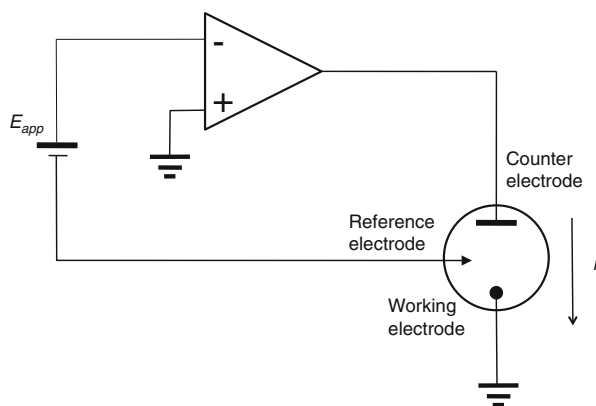 -
+
E_app
Counter
electrode
Reference
electrode
Working
electrode